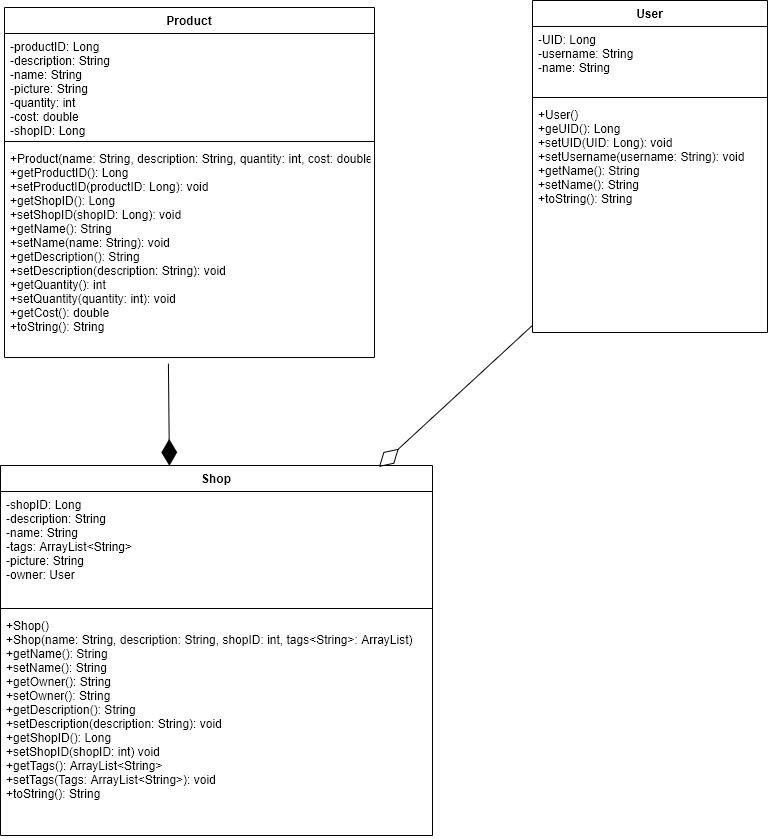 Product
-productID: Long
-description: String
-name: String
-picture: String
-quantity: int
-cost: double
-shopID: Long
+Product(name: String, description: String, quantity: int, cost: double
+getProductID(): Long
+setProductID(productID: Long): void
+getShopID(): Long
+setShopID(shopID: Long): void
+getName(): String
+setName(name: String): void
+getDescription(): String
+setDescription(description: String): void
+getQuantity(): int
+setQuantity(quantity: int): void
+getCost(): double
+toString(): String
User
-UID: Long
-username: String
-name: String
+User()
+geUID(): Long
+setUID(UID: Long): void
+setUsername(username: String): void
+getName(): String
+setName(): String
+toString(): String
Shop
-shopID: Long
-description: String
-name: String
-tags: ArrayList<String>
-picture: String
-owner: User
+Shop()
+Shop(name: String, description: String, shopID: int, tags<String>: ArrayList)
+getName(): String
+setName(): String
+getOwner(): String
+setOwner(): String
+getDescription(): String
+setDescription(description: String): void
+getShopID(): Long
+setShopID(shopID: int) void
+getTags(): ArrayList<String>
+setTags(Tags: ArrayList<String>): void
+toString(): String